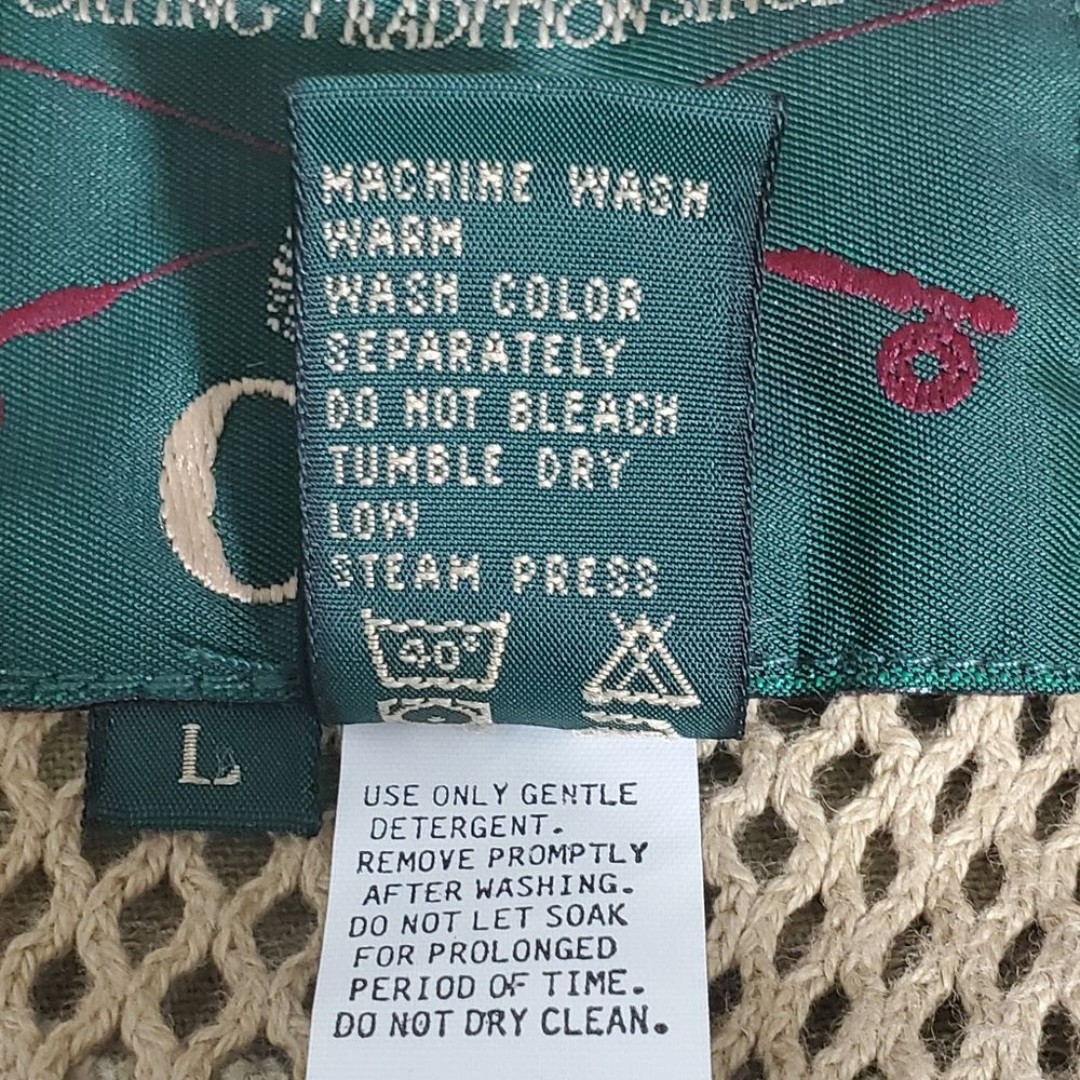 TRADITION
MACHINE WASH
WARM
WASH COLOR
SEPARATELY
DO NOT BLEACH
TUMBLE DRY
LOW
STEAM PRESS
40°
L
USE ONLY GENTLE
DETERGENT.
REMOVE PROMPTLY
AFTER WASHING.
DO NOT LET SOAK
FOR PROLONGED
PERIOD OF TIME.
DO NOT DRY CLEAN.